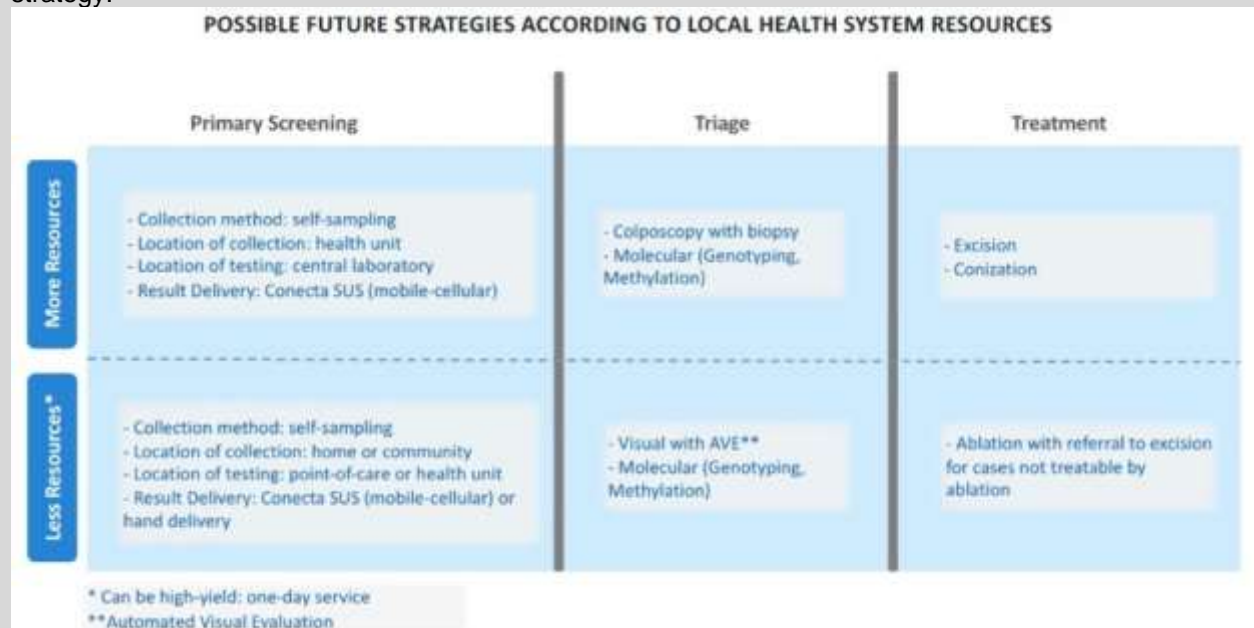 strategy.
POSSIBLE FUTURE STRATEGIES ACCORDING TO LOCAL HEALTH SYSTEM RESOURCES
Primary Screening
Triage
Treatment
More Resources
- Collection method: self-sampling
- Location of collection: health unit
- Location of testing: central laboratory
- Result Delivery: Conecta SUS (mobile-cellular)
- Colposcopy with biopsy
- Molecular (Genotyping,
Methylation)
- Excision
- Conization
Less Resources*
- Collection method: self-sampling
- Location of collection: home or community
- Location of testing: point-of-care or health unit
- Result Delivery: Conecta SUS (mobile-cellular) or
hand delivery
- Visual with AVE**
- Molecular (Genotyping,
Methylation)
- Ablation with referral to excision
for cases not treatable by
ablation
* Can be high-yield: one-day service
**Automated Visual Evaluation